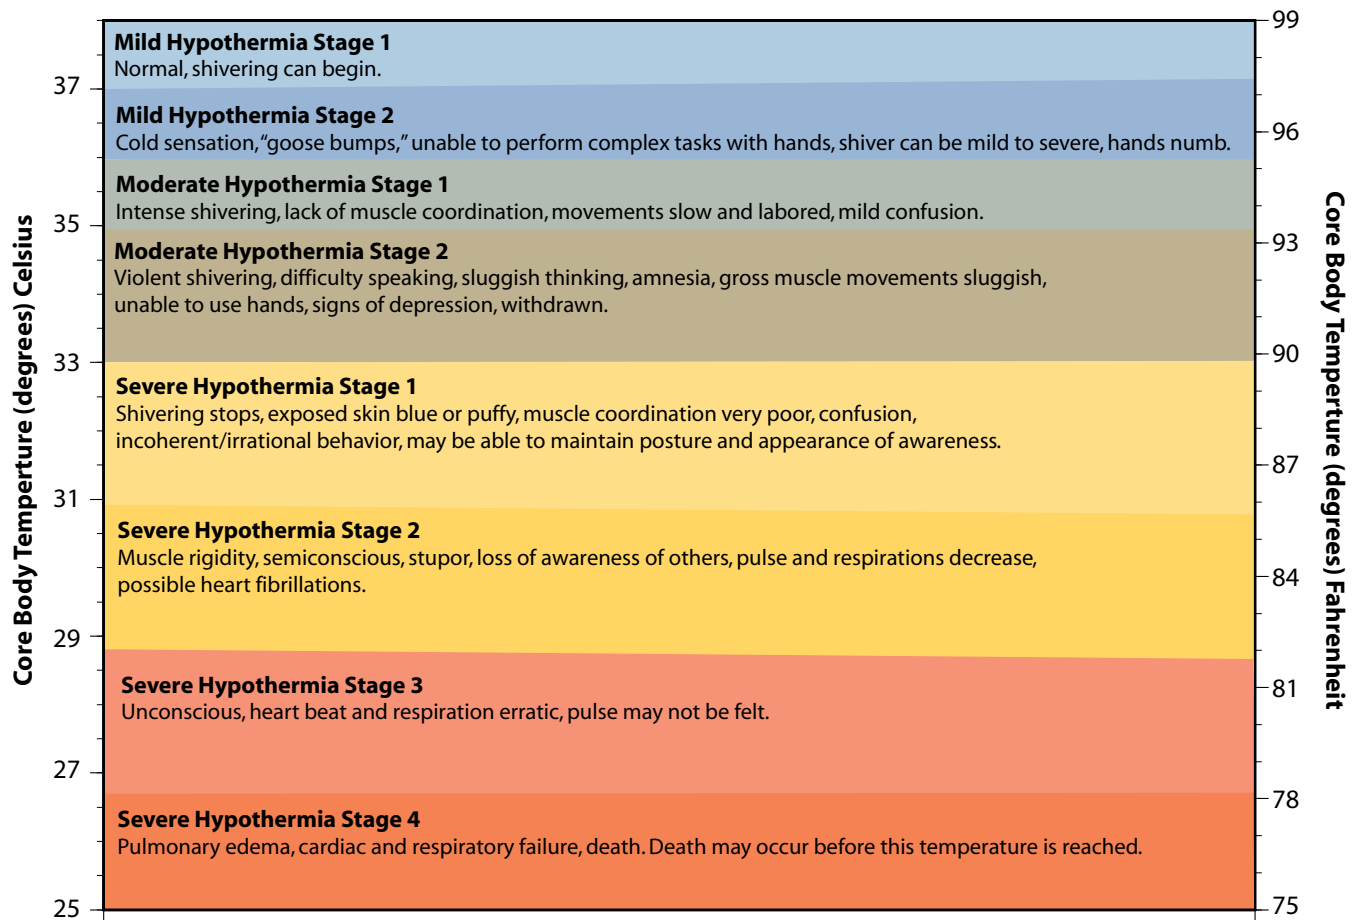 Mild Hypothermia Stage 1
Normal, shivering can begin.
Mild Hypothermia Stage 2
Cold sensation, “goose bumps,” unable to perform complex tasks with hands, shiver can be mild to severe, hands numb.
Moderate Hypothermia Stage 1
Intense shivering, lack of muscle coordination, movements slow and labored, mild confusion.
Moderate Hypothermia Stage 2
Violent shivering, difficulty speaking, sluggish thinking, amnesia, gross muscle movements sluggish,
unable to use hands, signs of depression, withdrawn.
Severe Hypothermia Stage 1
Shivering stops, exposed skin blue or puffy, muscle coordination very poor, confusion,
incoherent/irrational behavior, may be able to maintain posture and appearance of awareness.
Severe Hypothermia Stage 2
Muscle rigidity, semiconscious, stupor, loss of awareness of others, pulse and respirations decrease,
possible heart fibrillations.
Severe Hypothermia Stage 3
Unconscious, heart beat and respiration erratic, pulse may not be felt.
Severe Hypothermia Stage 4
Pulmonary edema, cardiac and respiratory failure, death. Death may occur before this temperature is reached.
Core Body Temperture (degrees) Celsius
37
35
33
31
29
27
25
Core Body Temperture (degrees) Fahrenheit
99
96
93
90
87
84
81
78
75